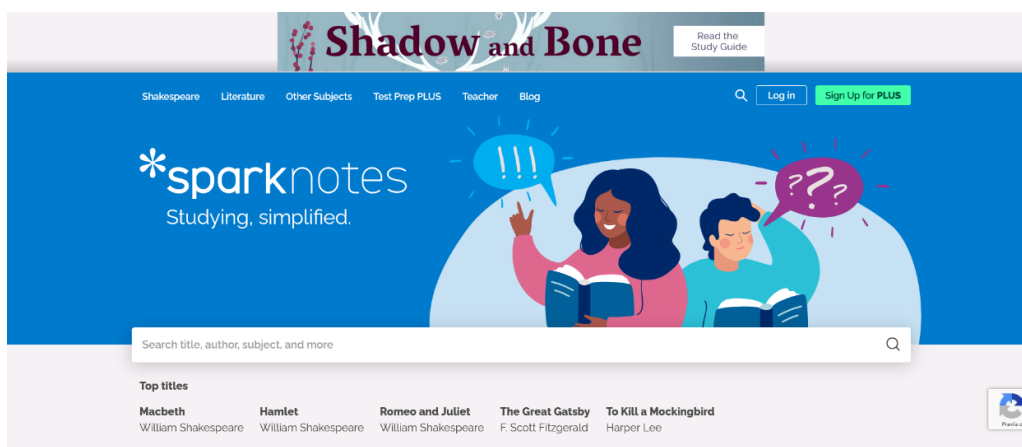 Shadow and Bone
Read the
Study Guide
Shakespeare Literature Other Subjects Test Prep PLUS Teacher Blog Log in Sign Up for PLUS
!!!
???
*sparknotes
Studying, simplified.
Search title, author, subject, and more
Top titles
Macbeth Hamlet Romeo and Juliet The Great Gatsby To Kill a Mockingbird
William Shakespeare William Shakespeare William Shakespeare F. Scott Fitzgerald Harper Lee